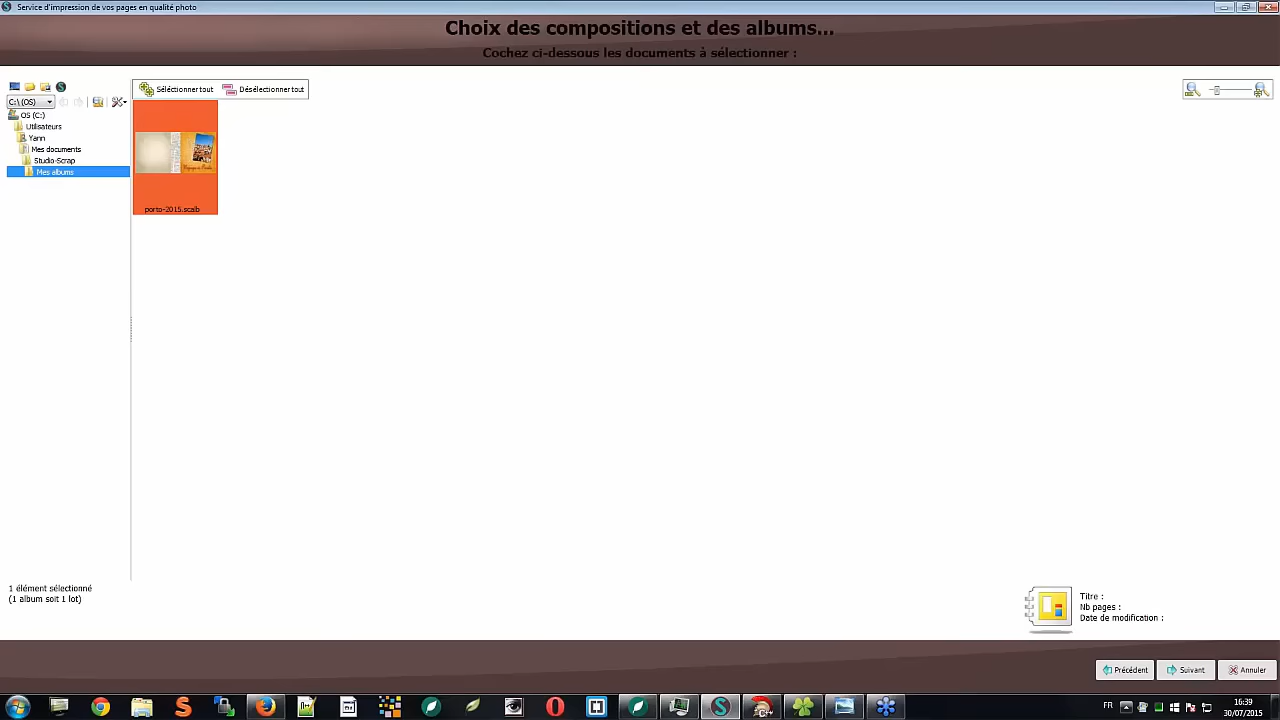 Service d'impression de vos pages en qualité photo
Choix des compositions et des albums...
Cochez ci-dessous les documents à sélectionner :
C:\ (OS)
OS (C:)
Utilisateurs
Yann
Mes documents
Studio-Scrap
Mes albums
Séléctionner tout
Désélectionner tout
porto-2015.scalb
1 élément sélectionné
(1 album soit 1 lot)
Titre :
Nb pages :
Date de modification :
Précédent
Suivant
Annuler
FR
16:39
30/07/2015